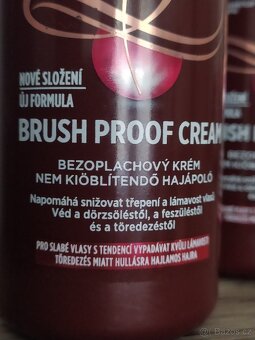 NOVÉ SLOŽENÍ
ÚJ FORMULA
BRUSH PROOF CREAM
BEZOPLACHOVÝ KRÉM
NEM KIÖBLÍTENDŐ HAJÁPOLÓ
Napomáhá snižovat třepení a lámavost vlasů
Véd a dörzsöléstől, a feszüléstől
és a töredezéstől
PRO SLABÉ VLASY S TENDENCÍ VYPADÁVAT KVŮLI LÁMAVOSTI
TÖREDEZÉS MIATT HULLÁSRA HAJLAMOS HAJRA